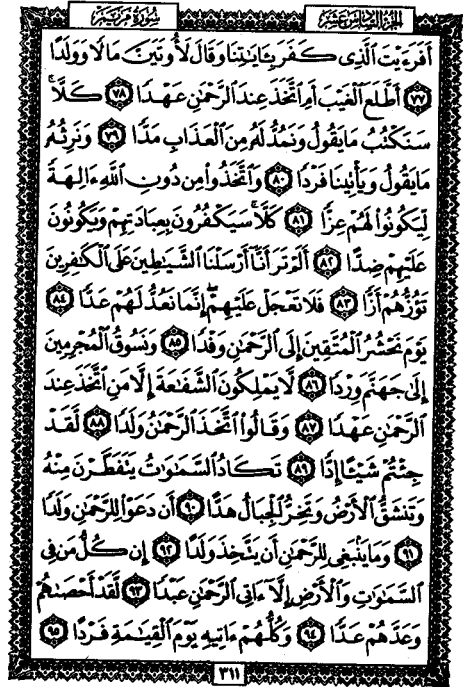 الجزء السادس عشر
سورة مريم
أَفَرَءَيْتَ ٱلَّذِى كَفَرَ بِـَٔايَـٰتِنَا وَقَالَ لَأُوتَيَنَّ مَالًا وَوَلَدًا
﴿٧٧﴾ أَطَّلَعَ ٱلْغَيْبَ أَمِ ٱتَّخَذَ عِندَ ٱلرَّحْمَـٰنِ عَهْدًا ﴿٧٨﴾ كَلَّا ۚ
سَنَكْتُبُ مَا يَقُولُ وَنَمُدُّ لَهُۥ مِنَ ٱلْعَذَابِ مَدًّا ﴿٧٩﴾ وَنَرِثُهُۥ
مَا يَقُولُ وَيَأْتِينَا فَرْدًا ﴿٨٠﴾ وَٱتَّخَذُوا۟ مِن دُونِ ٱللَّهِ ءَالِهَةً
لِّيَكُونُوا۟ لَهُمْ عِزًّا ﴿٨١﴾ كَلَّا ۚ سَيَكْفُرُونَ بِعِبَادَتِهِمْ وَيَكُونُونَ
عَلَيْهِمْ ضِدًّا ﴿٨٢﴾ أَلَمْ تَرَ أَنَّآ أَرْسَلْنَا ٱلشَّيَـٰطِينَ عَلَى ٱلْكَـٰفِرِينَ
تَؤُزُّهُمْ أَزًّا ﴿٨٣﴾ فَلَا تَعْجَلْ عَلَيْهِمْ ۖ إِنَّمَا نَعُدُّ لَهُمْ عَدًّا ﴿٨٤﴾
يَوْمَ نَحْشُرُ ٱلْمُتَّقِينَ إِلَى ٱلرَّحْمَـٰنِ وَفْدًا ﴿٨٥﴾ وَنَسُوقُ ٱلْمُجْرِمِينَ
إِلَىٰ جَهَنَّمَ وِرْدًا ﴿٨٦﴾ لَّا يَمْلِكُونَ ٱلشَّفَـٰعَةَ إِلَّا مَنِ ٱتَّخَذَ عِندَ
ٱلرَّحْمَـٰنِ عَهْدًا ﴿٨٧﴾ وَقَالُوا۟ ٱتَّخَذَ ٱلرَّحْمَـٰنُ وَلَدًا ﴿٨٨﴾ لَّقَدْ
جِئْتُمْ شَيْـًٔا إِدًّا ﴿٨٩﴾ تَكَادُ ٱلسَّمَـٰوَٰتُ يَتَفَطَّرْنَ مِنْهُ
وَتَنشَقُّ ٱلْأَرْضُ وَتَخِرُّ ٱلْجِبَالُ هَدًّا ﴿٩٠﴾ أَن دَعَوْا۟ لِلرَّحْمَـٰنِ وَلَدًا
﴿٩١﴾ وَمَا يَنۢبَغِى لِلرَّحْمَـٰنِ أَن يَتَّخِذَ وَلَدًا ﴿٩٢﴾ إِن كُلُّ مَن فِى
ٱلسَّمَـٰوَٰتِ وَٱلْأَرْضِ إِلَّآ ءَاتِى ٱلرَّحْمَـٰنِ عَبْدًا ﴿٩٣﴾ لَّقَدْ أَحْصَىٰهُمْ
وَعَدَّهُمْ عَدًّا ﴿٩٤﴾ وَكُلُّهُمْ ءَاتِيهِ يَوْمَ ٱلْقِيَـٰمَةِ فَرْدًا ﴿٩٥﴾
٣١١